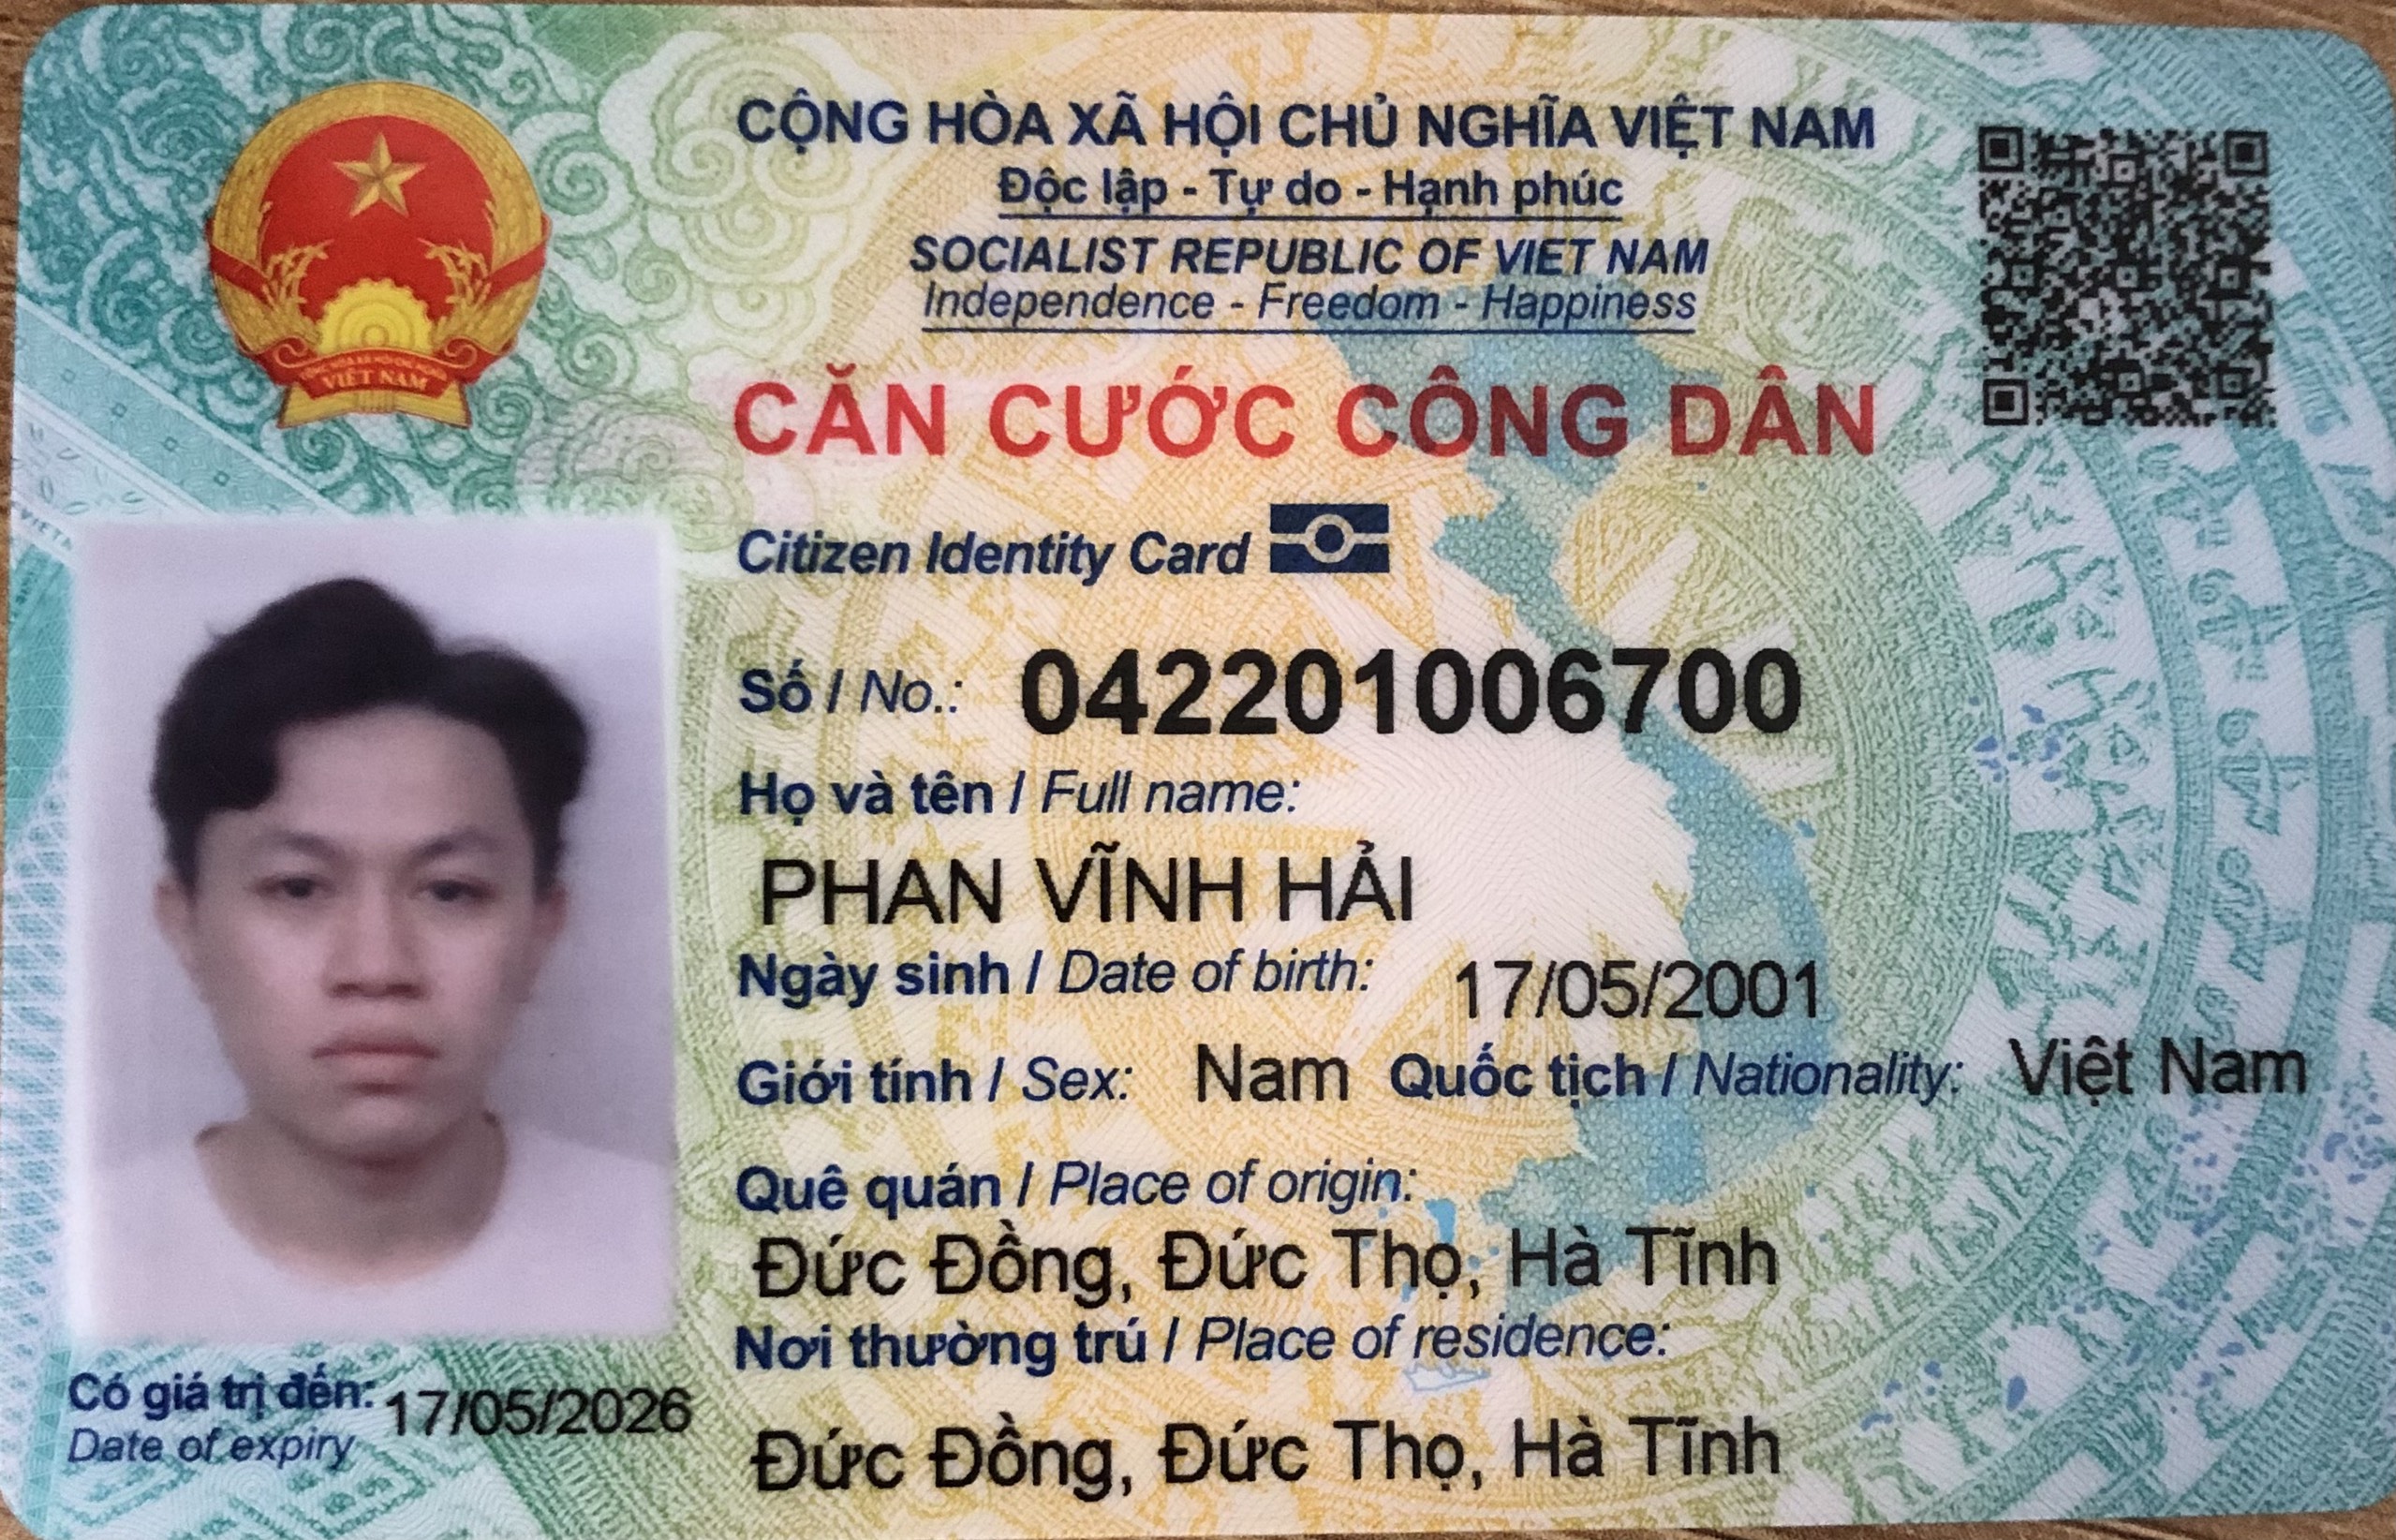 CỘNG HÒA XÃ HỘI CHỦ NGHĨA VIỆT NAM
Độc lập - Tự do - Hạnh phúc
SOCIALIST REPUBLIC OF VIET NAM
Independence - Freedom - Happiness
VIỆT NAM
CĂN CƯỚC CÔNG DÂN
Citizen Identity Card
Số / No.: 042201006700
Họ và tên / Full name:
PHAN VĨNH HẢI
Ngày sinh / Date of birth: 17/05/2001
Giới tính / Sex: Nam Quốc tịch / Nationality: Việt Nam
Quê quán / Place of origin:
Đức Đồng, Đức Thọ, Hà Tĩnh
Nơi thường trú / Place of residence:
Đức Đồng, Đức Thọ, Hà Tĩnh
Có giá trị đến: 17/05/2026
Date of expiry